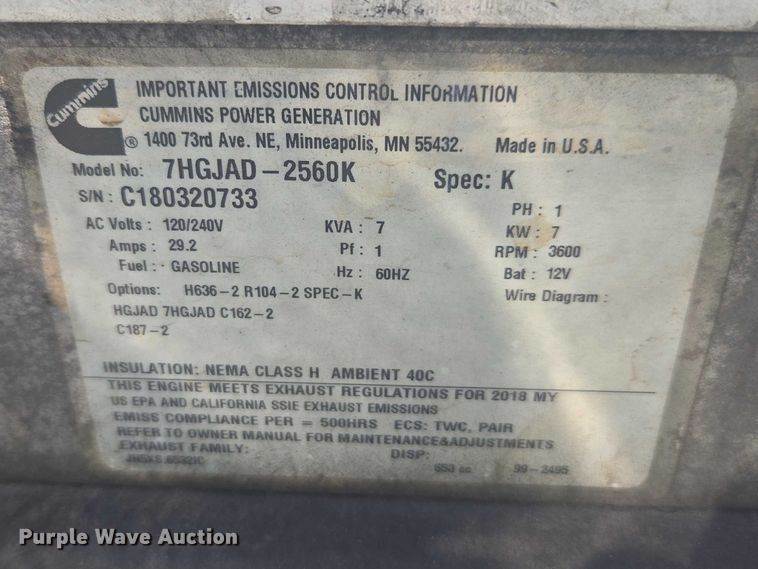 Cummins
IMPORTANT EMISSIONS CONTROL INFORMATION
CUMMINS POWER GENERATION
® 1400 73rd Ave. NE, Minneapolis, MN 55432. Made in U.S.A.
Model No: 7HGJAD-2560K Spec: K
S/N : C180320733
PH : 1
AC Volts : 120/240V KVA : 7 KW : 7
Amps : 29.2 Pf : 1 RPM : 3600
Fuel : GASOLINE Hz : 60HZ Bat : 12V
Options: H636-2 R104-2 SPEC-K Wire Diagram :
HGJAD 7HGJAD C162-2
C187-2
INSULATION: NEMA CLASS H AMBIENT 40C
THIS ENGINE MEETS EXHAUST REGULATIONS FOR 2018 MY
US EPA AND CALIFORNIA SSIE EXHAUST EMISSIONS
EMISS COMPLIANCE PER = 500HRS ECS: TWC, PAIR
REFER TO OWNER MANUAL FOR MAINTENANCE&ADJUSTMENTS
EXHAUST FAMILY: DISP:
653 cc 99-2495
Purple Wave Auction